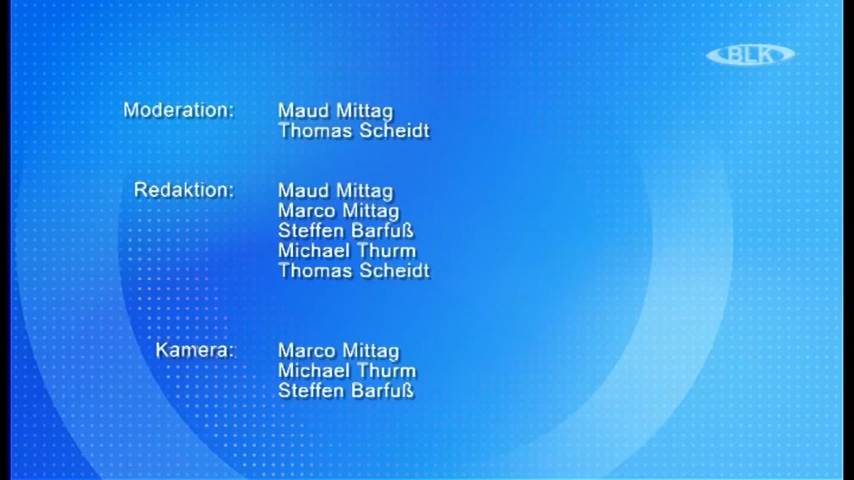 BLK
Moderation: Maud Mittag
Thomas Scheidt
Redaktion: Maud Mittag
Marco Mittag
Steffen Barfuß
Michael Thurm
Thomas Scheidt
Kamera: Marco Mittag
Michael Thurm
Steffen Barfuß